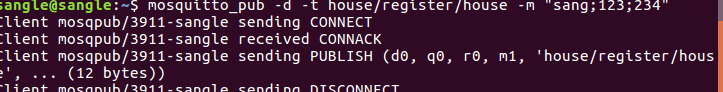 sangle@sangle:~$ mosquitto_pub -d -t house/register/house -m "sang;123;234"
Client mosqpub/3911-sangle sending CONNECT
Client mosqpub/3911-sangle received CONNACK
Client mosqpub/3911-sangle sending PUBLISH (d0, q0, r0, m1, 'house/register/hous
e', ... (12 bytes))
Client mosqpub/3911-sangle sending DISCONNECT